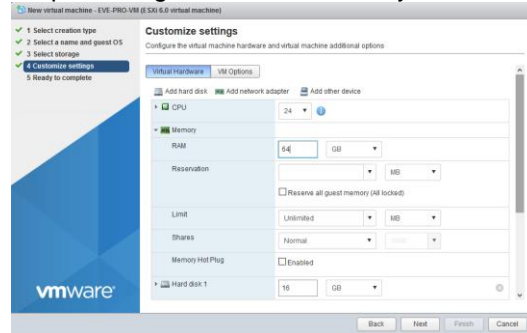 New virtual machine - EVE-PRO-VM (ESXi 6.0 virtual machine)
1 Select creation type
2 Select a name and guest OS
3 Select storage
4 Customize settings
5 Ready to complete
Customize settings
Configure the virtual machine hardware and virtual machine additional options
Virtual Hardware VM Options
Add hard disk Add network adapter Add other device
CPU 24
Memory
RAM 64 GB
Reservation MB
Reserve all guest memory (All locked)
Limit Unlimited MB
Shares Normal
Memory Hot Plug Enabled
Hard disk 1 16 GB
vmware
Back Next Finish Cancel